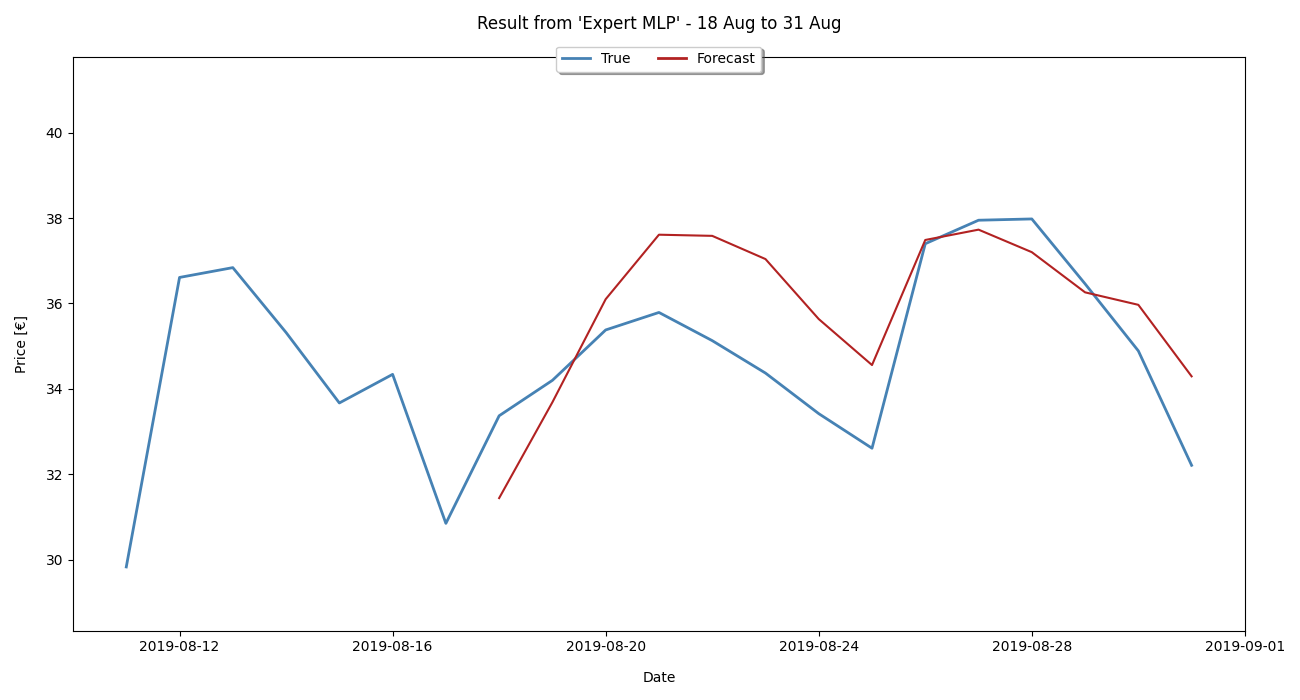 Result from 'Expert MLP' - 18 Aug to 31 Aug
True Forecast
Price [€]
40
38
36
34
32
30
2019-08-12 2019-08-16 2019-08-20 2019-08-24 2019-08-28 2019-09-01
Date